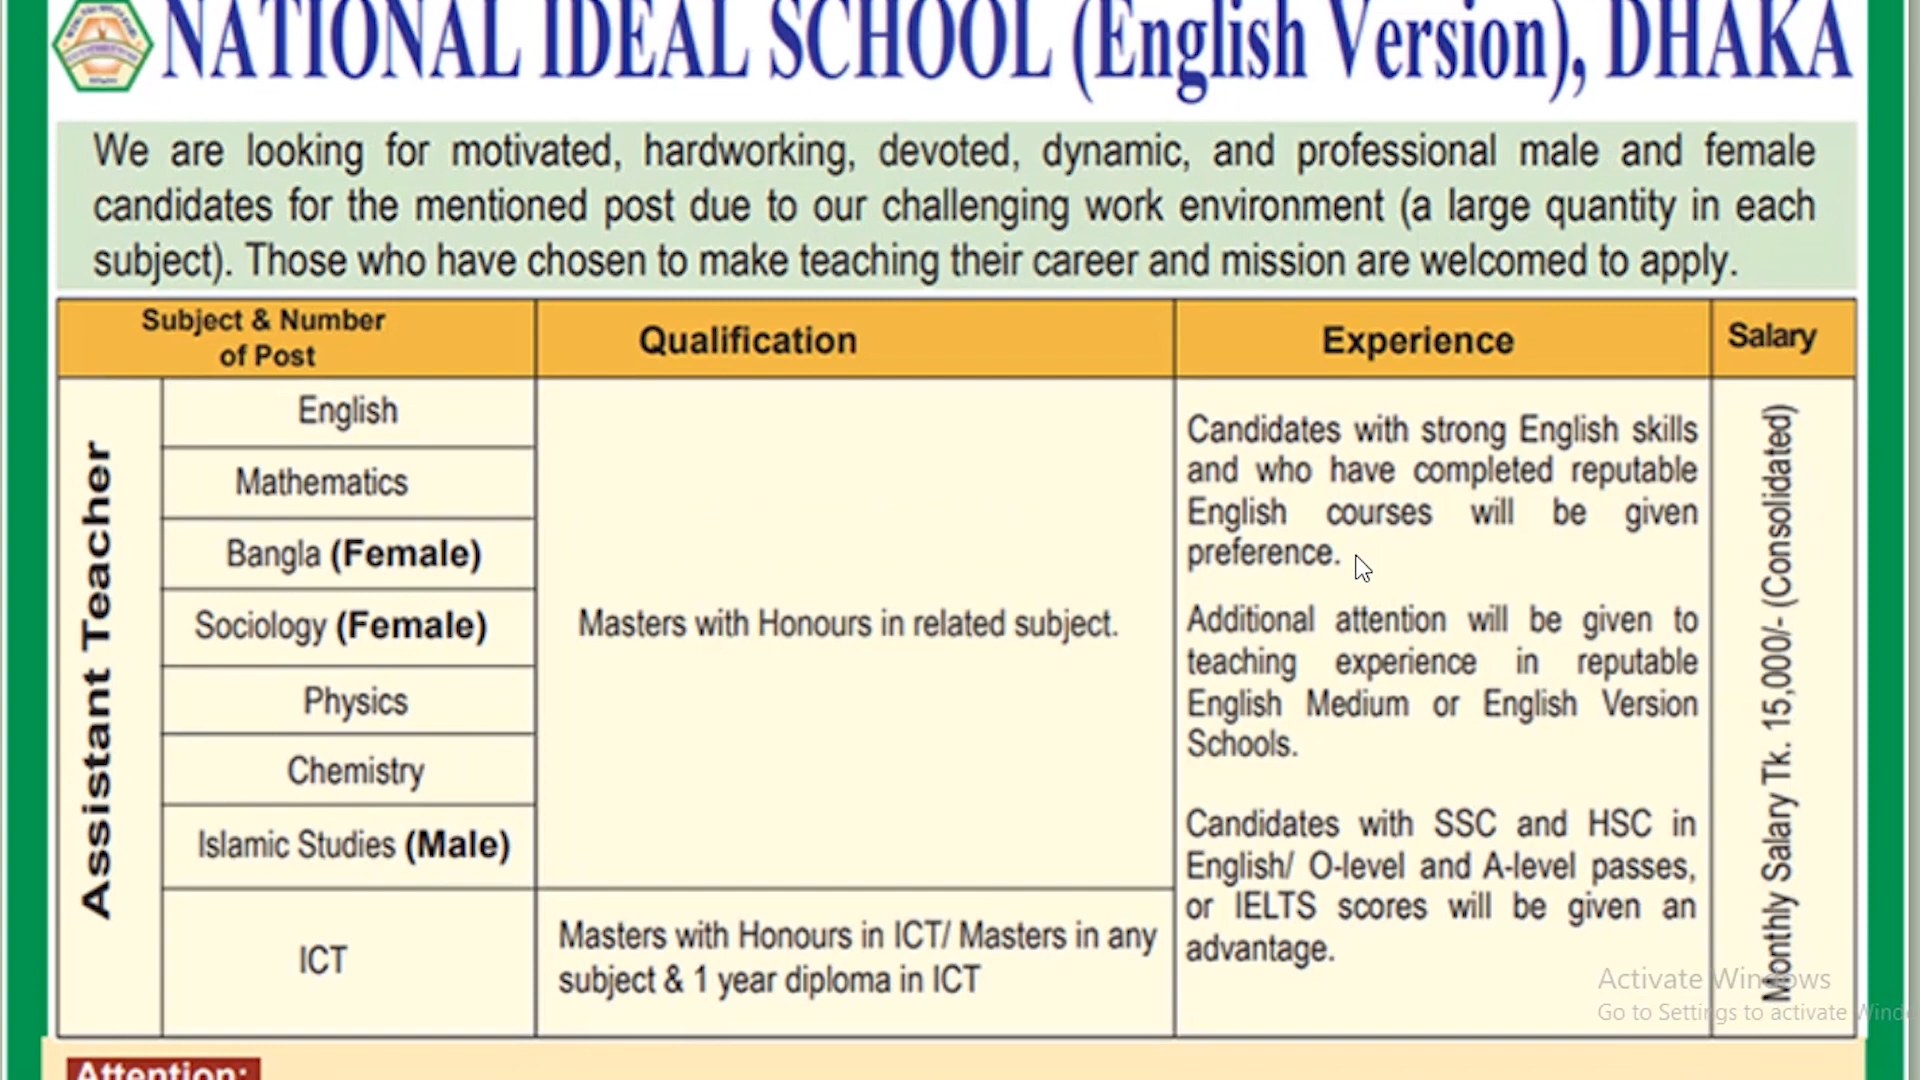 NATIONAL IDEAL SCHOOL (English Version), DHAKA
We are looking for motivated, hardworking, devoted, dynamic, and professional male and female
candidates for the mentioned post due to our challenging work environment (a large quantity in each
subject). Those who have chosen to make teaching their career and mission are welcomed to apply.
Subject & Number
of Post
Qualification
Experience
Salary
Assistant Teacher
English
Mathematics
Bangla (Female)
Sociology (Female)
Physics
Chemistry
Islamic Studies (Male)
ICT
Masters with Honours in related subject.
Masters with Honours in ICT/ Masters in any
subject & 1 year diploma in ICT
Candidates with strong English skills
and who have completed reputable
English courses will be given
preference.
Additional attention will be given to
teaching experience in reputable
English Medium or English Version
Schools.
Candidates with SSC and HSC in
English/ O-level and A-level passes,
or IELTS scores will be given an
advantage.
Monthly Salary Tk. 15,000/- (Consolidated)
Activate Windows
Go to Settings to activate Wind
Attention: